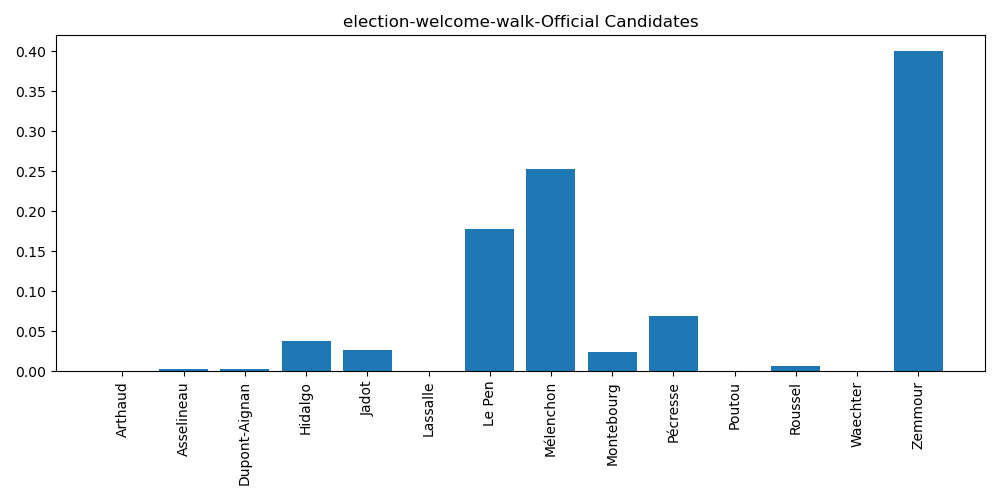 election-welcome-walk-Official Candidates
0.40
0.35
0.30
0.25
0.20
0.15
0.10
0.05
0.00
Arthaud
Asselineau
Dupont-Aignan
Hidalgo
Jadot
Lassalle
Le Pen
Mélenchon
Montebourg
Pécresse
Poutou
Roussel
Waechter
Zemmour